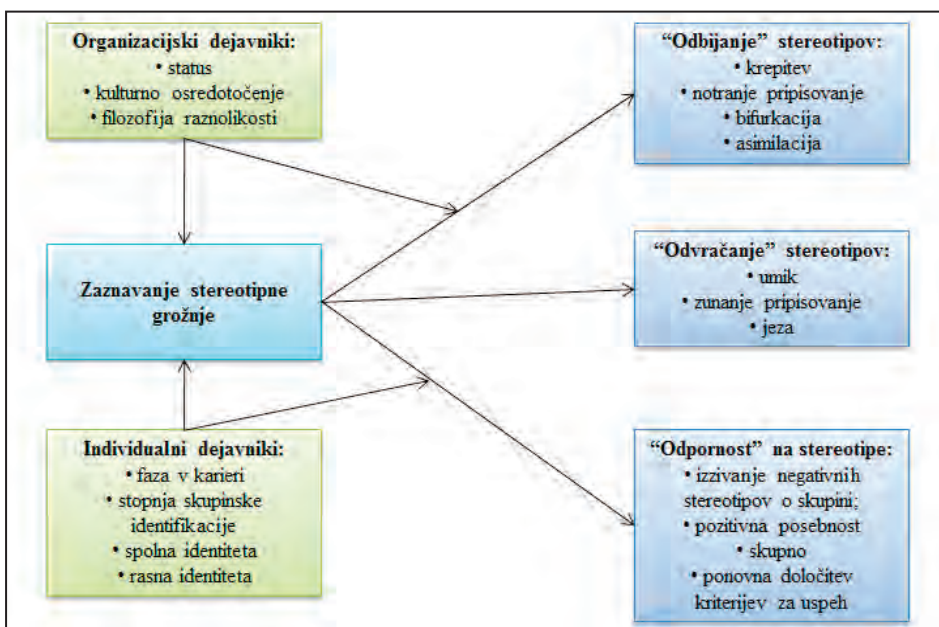 Organizacijski dejavniki:
• status
• kulturno osredotočenje
• filozofija raznolikosti
Zaznavanje stereotipne
grožnje
Individualni dejavniki:
• faza v karieri
• stopnja skupinske
identifikacije
• spolna identiteta
• rasna identiteta
“Odbijanje” stereotipov:
• krepitev
• notranje pripisovanje
• bifurkacija
• asimilacija
“Odvračanje” stereotipov:
• umik
• zunanje pripisovanje
• jeza
“Odpornost” na stereotipe:
• izzivanje negativnih
stereotipov o skupini;
• pozitivna posebnost
• skupno
• ponovna določitev
kriterijev za uspeh